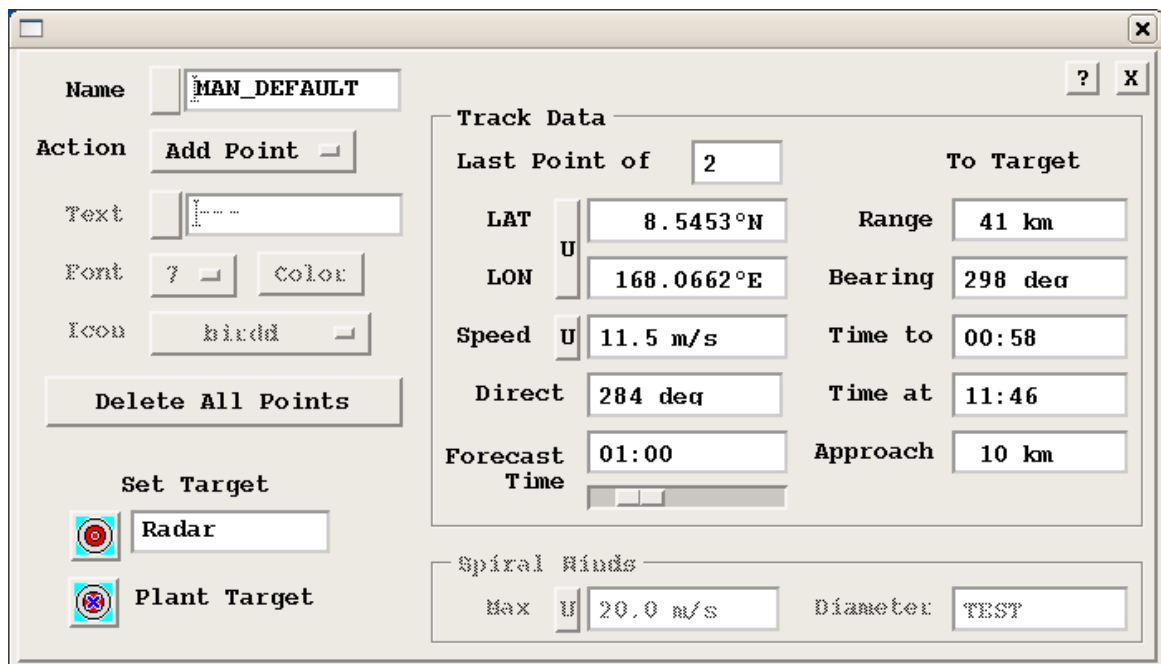 Name MAN_DEFAULT
? X
Action Add Point
Text ---
Font 7 Color
Icon birdd
Delete All Points
Set Target
Radar
Plant Target
Track Data
Last Point of 2 To Target
LAT U 8.5453°N Range 41 km
LON 168.0662°E Bearing 298 deg
Speed U 11.5 m/s Time to 00:58
Direct 284 deg Time at 11:46
Forecast Time 01:00 Approach 10 km
Spiral Winds
Max U 20.0 m/s Diameter TEST